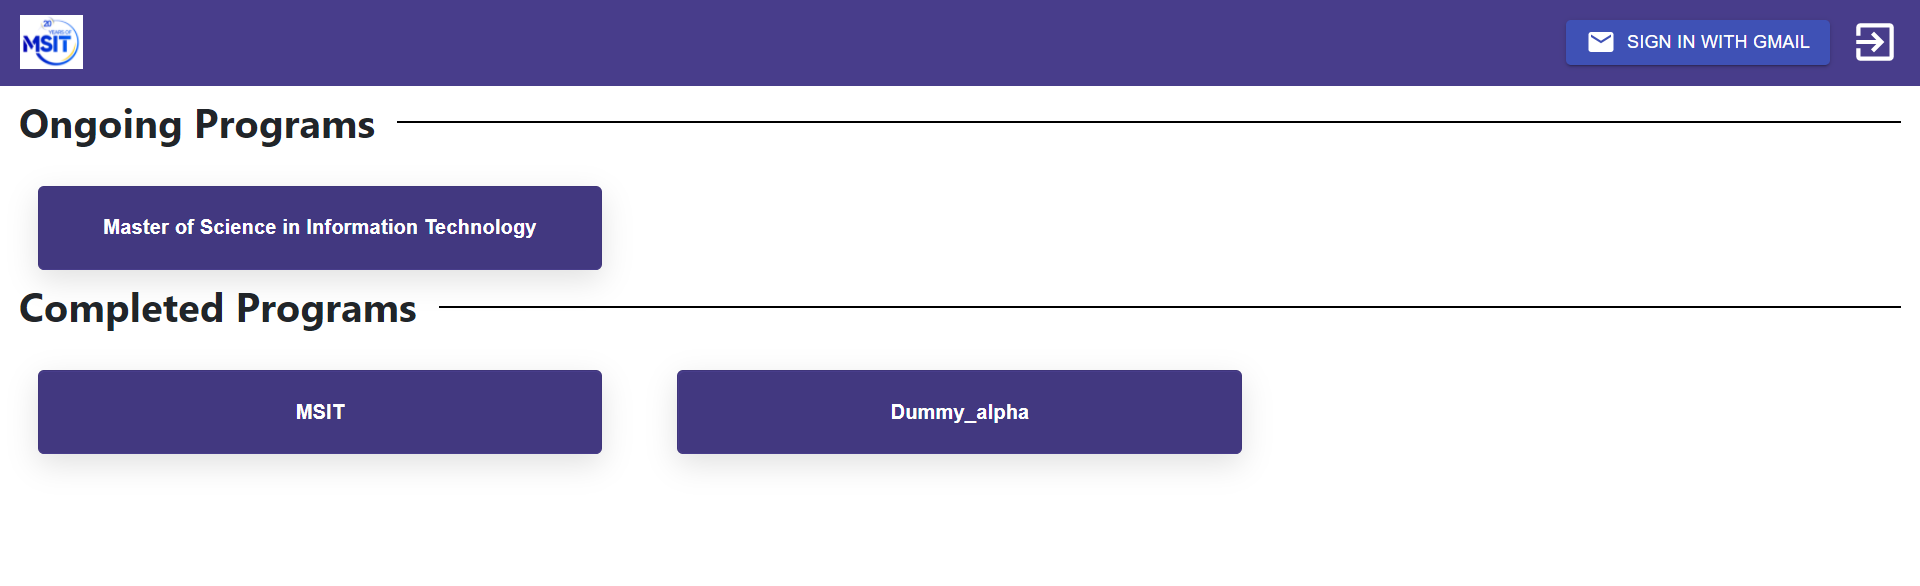 20
YEARS OF
MSIT
SIGN IN WITH GMAIL
Ongoing Programs
Master of Science in Information Technology
Completed Programs
MSIT
Dummy_alpha